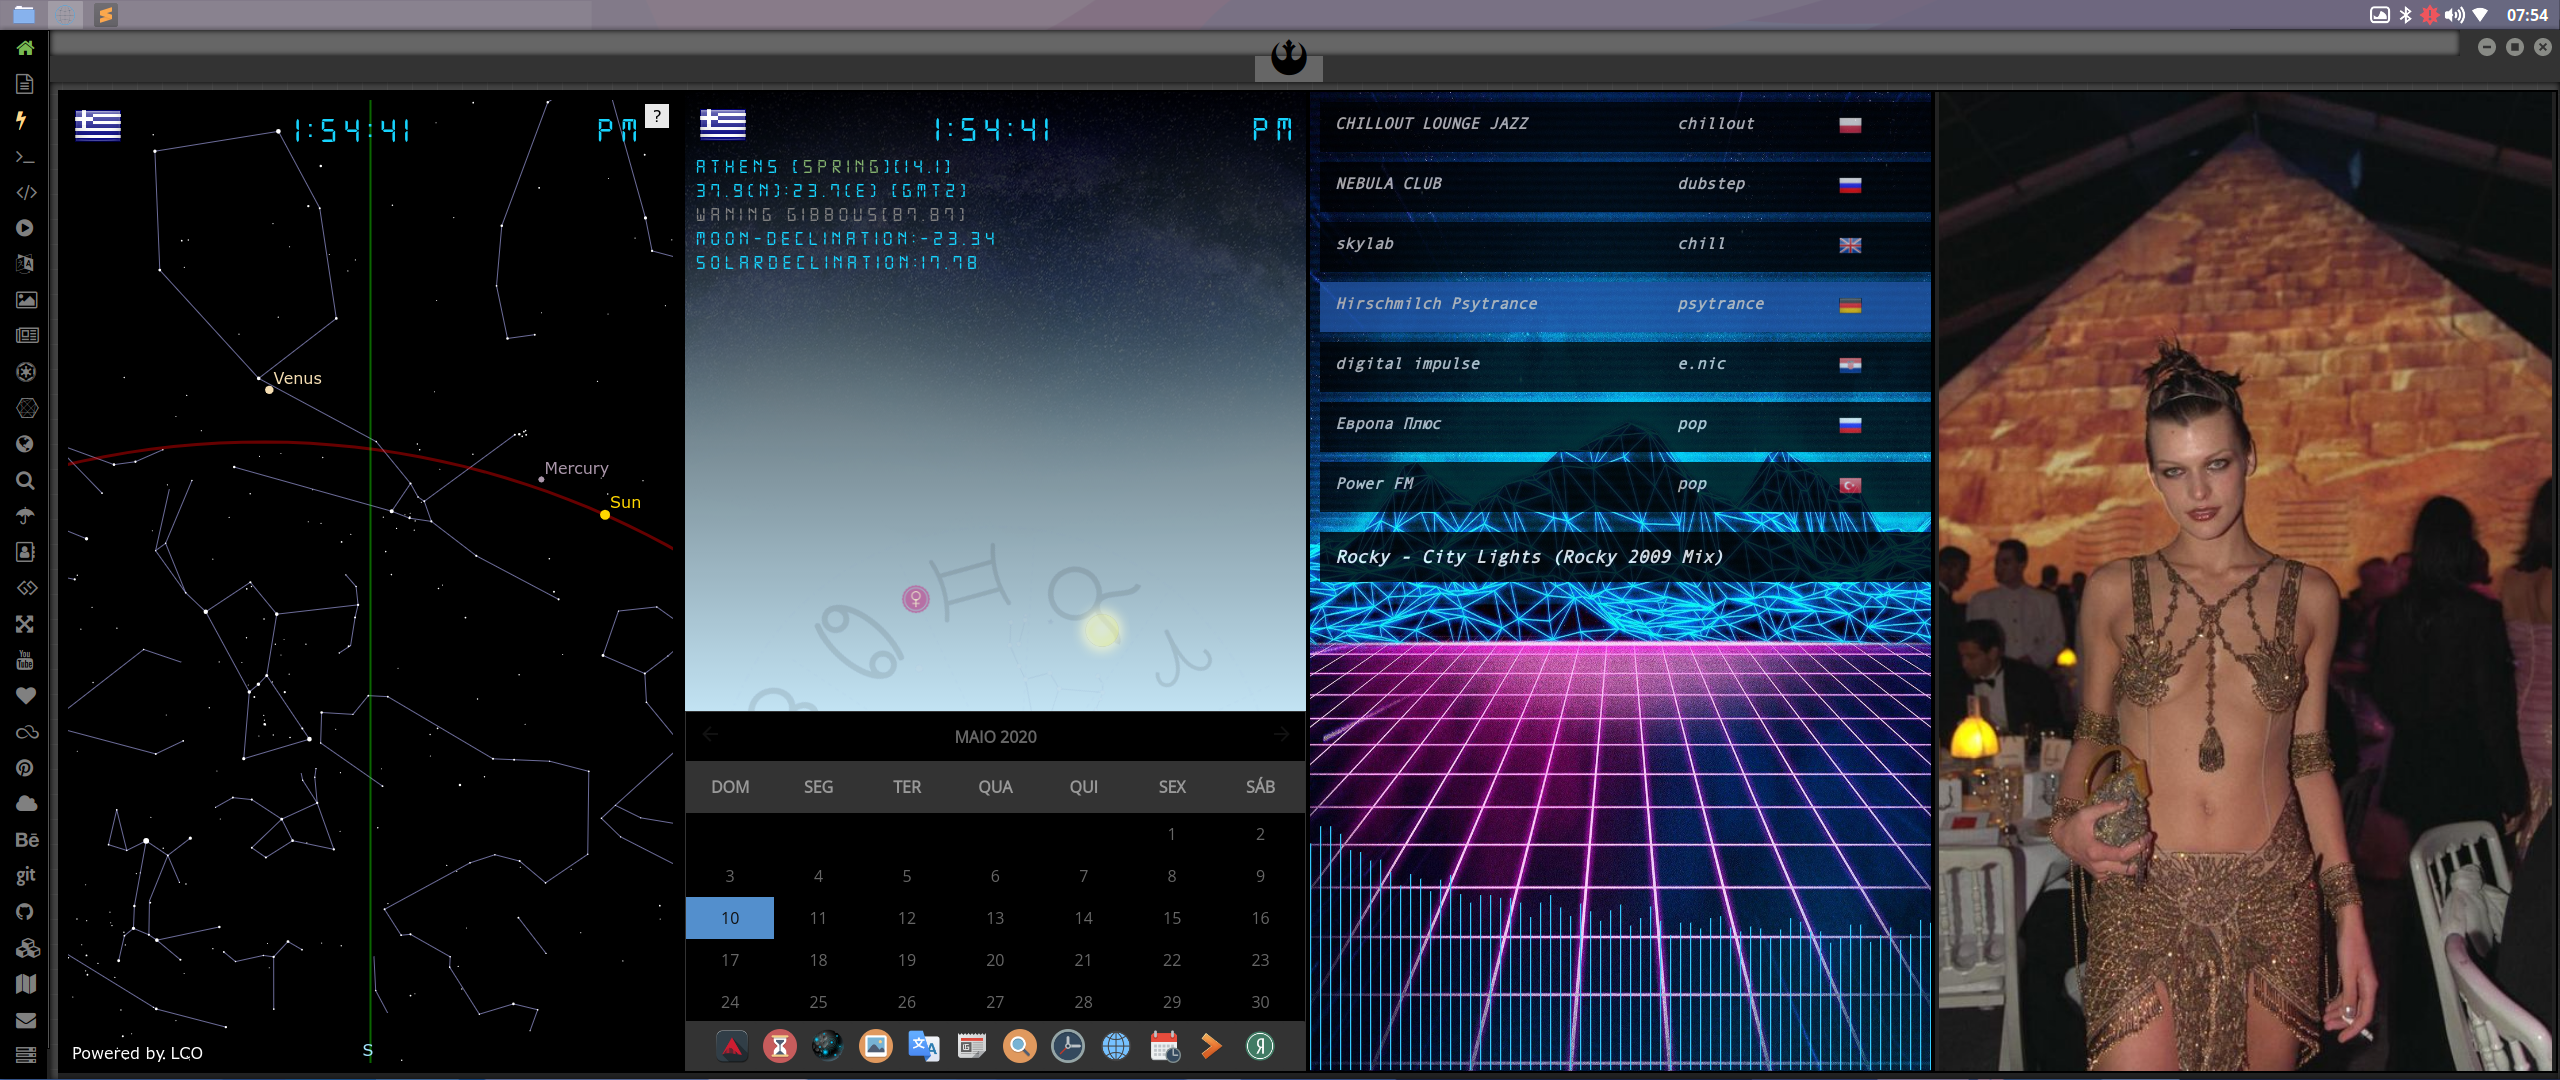 07:54
1:54:41 PM
?
Venus
Mercury
Sun
Powered by. LCO
S
You
Tube
Bē
git
1:54:41 PM
ATHENS [SPRING][14.1]
37.9(N):23.7(E) [GMT2]
WANING GIBBOUS[87.87]
MOON-DECLINATION:-23.34
SOLARDECLINATION:17.78
MAIO 2020
DOM SEG TER QUA QUI SEX SÁB
1 2
3 4 5 6 7 8 9
10 11 12 13 14 15 16
17 18 19 20 21 22 23
24 25 26 27 28 29 30
CHILLOUT LOUNGE JAZZ chillout
NEBULA CLUB dubstep
skylab chill
Hirschmilch Psytrance psytrance
digital impulse e.nic
Европа Плюс pop
Power FM pop
Rocky - City Lights (Rocky 2009 Mix)